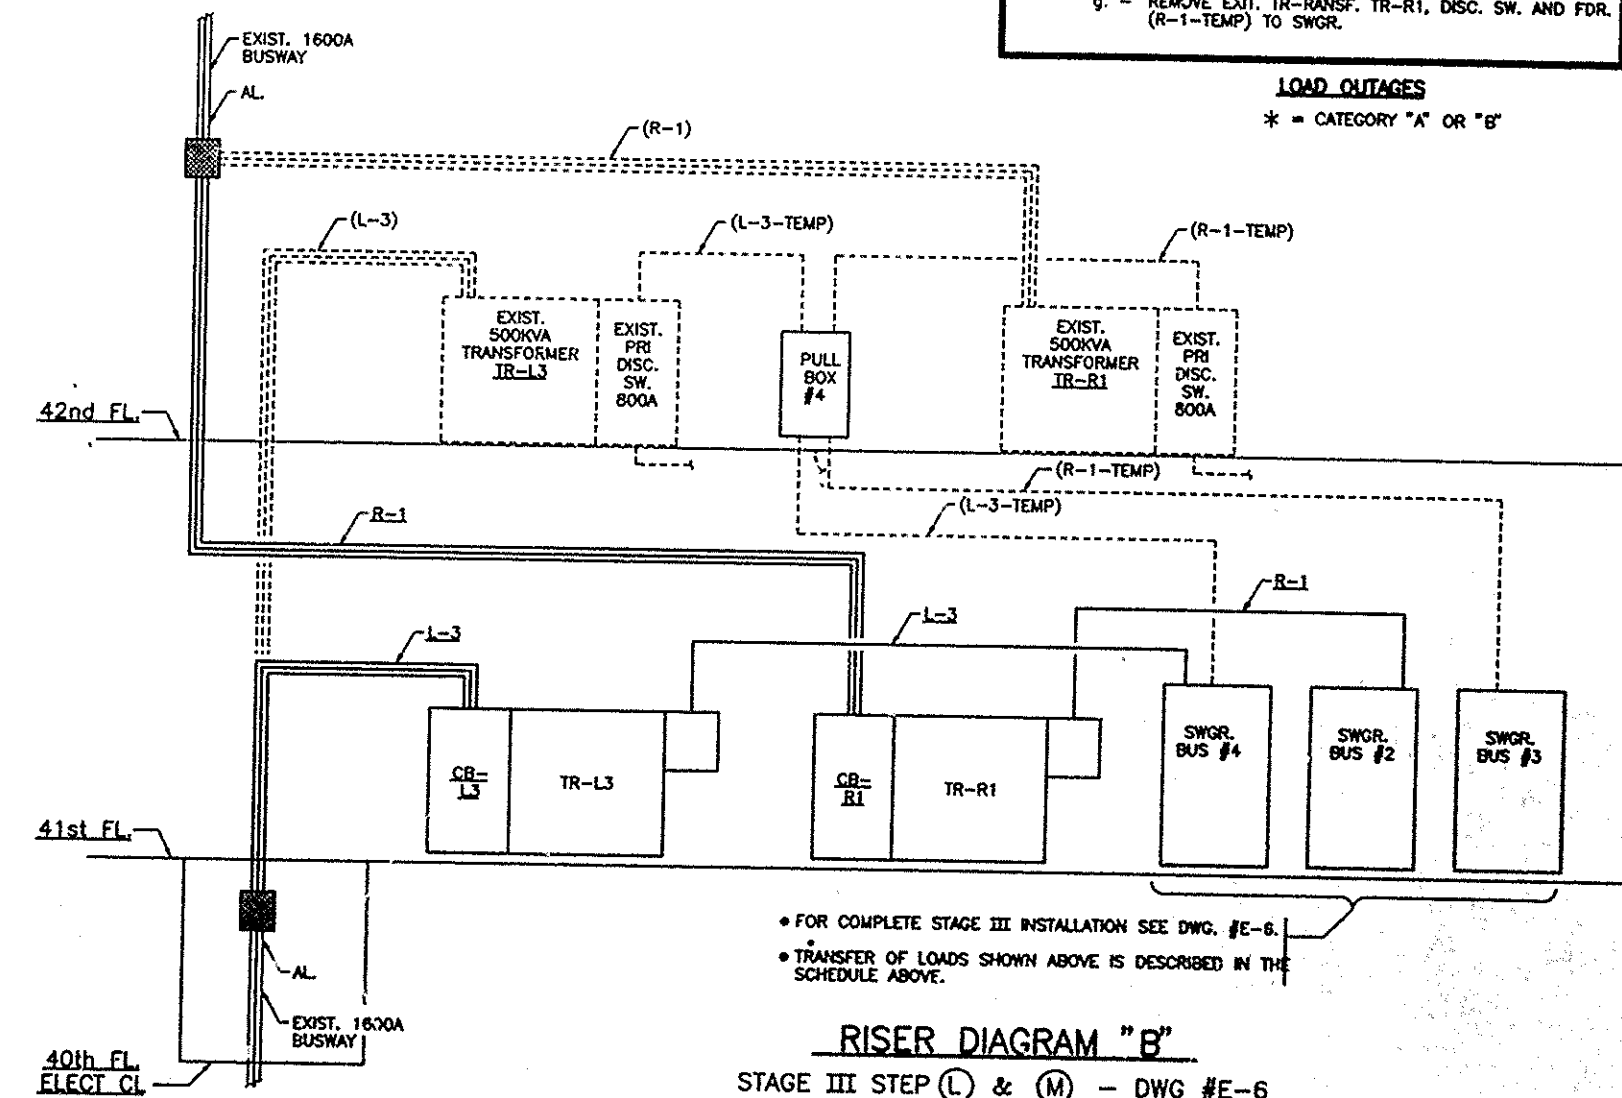 g. - REMOVE EXIT. TR-RANSF. TR-R1, DISC. SW. AND FDR.
(R-1-TEMP) TO SWGR.
LOAD OUTAGES
* = CATEGORY "A" OR "B"
EXIST. 1600A
BUSWAY
AL.
(R-1)
(L-3)
(L-3-TEMP)
(R-1-TEMP)
EXIST.
500KVA
TRANSFORMER
TR-L3
EXIST.
PRI
DISC.
SW.
800A
PULL
BOX
#4
EXIST.
500KVA
TRANSFORMER
TR-R1
EXIST.
PRI
DISC.
SW.
800A
42nd FL.
(R-1-TEMP)
(L-3-TEMP)
R-1
R-1
L-3
L-3
CB-
L3
TR-L3
CB-
R1
TR-R1
SWGR.
BUS #4
SWGR.
BUS #2
SWGR.
BUS #3
41st FL.
• FOR COMPLETE STAGE III INSTALLATION SEE DWG. #E-6.
• TRANSFER OF LOADS SHOWN ABOVE IS DESCRIBED IN THE
SCHEDULE ABOVE.
AL.
EXIST. 1600A
BUSWAY
40th FL.
ELECT CL
RISER DIAGRAM "B"
STAGE III STEP (L) & (M) - DWG #E-6